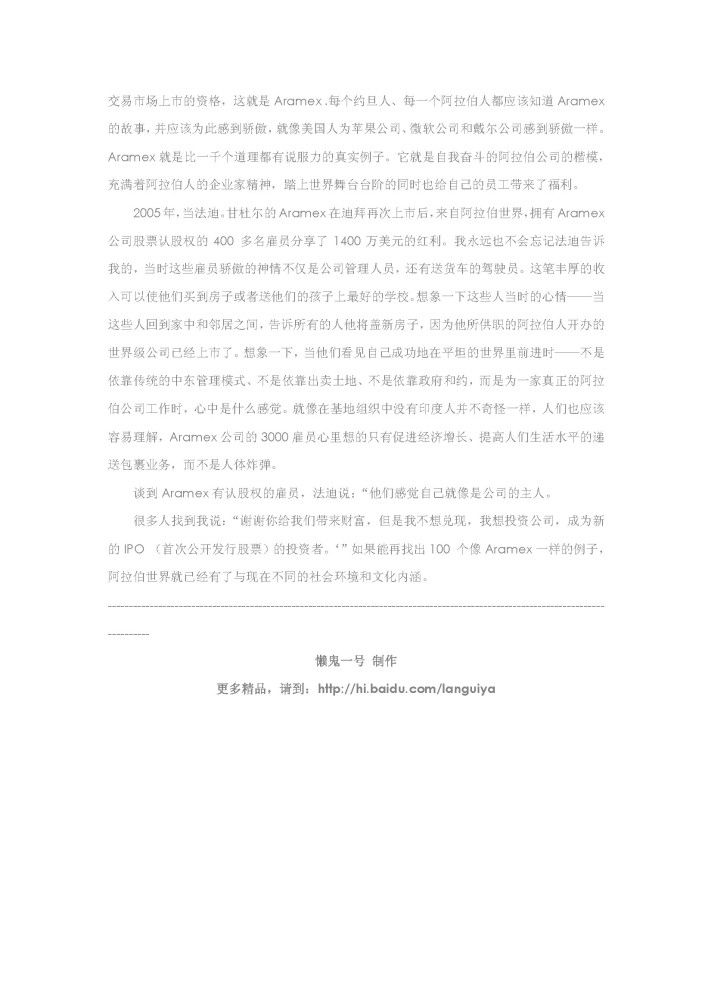 交易市场上市的资格，这就是 Aramex .每个约旦人、每一个阿拉伯人都应该知道 Aramex
的故事，并应该为此感到骄傲，就像美国人为苹果公司、微软公司和戴尔公司感到骄傲一样。
Aramex 就是比一千个道理都有说服力的真实例子。它就是自我奋斗的阿拉伯公司的楷模，
充满着阿拉伯人的企业家精神，踏上世界舞台台阶的同时也给自己的员工带来了福利。
2005 年，当法迪。甘杜尔的 Aramex 在迪拜再次上市后，来自阿拉伯世界，拥有 Aramex
公司股票认股权的 400 多名雇员分享了 1400 万美元的红利。我永远也不会忘记法迪告诉
我的，当时这些雇员骄傲的神情不仅是公司管理人员，还有送货车的驾驶员。这笔丰厚的收
入可以使他们买到房子或者送他们的孩子上最好的学校。想象一下这些人当时的心情——当
这些人回到家中和邻居之间，告诉所有的人他将盖新房子，因为他所供职的阿拉伯人开办的
世界级公司已经上市了。想象一下，当他们看见自己成功地在平坦的世界里前进时——不是
依靠传统的中东管理模式、不是依靠出卖土地、不是依靠政府和约，而是为一家真正的阿拉
伯公司工作时，心中是什么感觉。就像在基地组织中没有印度人并不奇怪一样，人们也应该
容易理解，Aramex 公司的 3000 雇员心里想的只有促进经济增长、提高人们生活水平的递
送包裹业务，而不是人体炸弹。
谈到 Aramex 有认股权的雇员，法迪说：“他们感觉自己就像是公司的主人。
很多人找到我说：“谢谢你给我们带来财富，但是我不想兑现，我想投资公司，成为新
的 IPO （首次公开发行股票）的投资者。‘”如果能再找出 100 个像 Aramex 一样的例子，
阿拉伯世界就已经有了与现在不同的社会环境和文化内涵。
-----------------------------------------------------------------------------------------------------------------------
----------
懒鬼一号 制作
更多精品，请到：http://hi.baidu.com/languiya